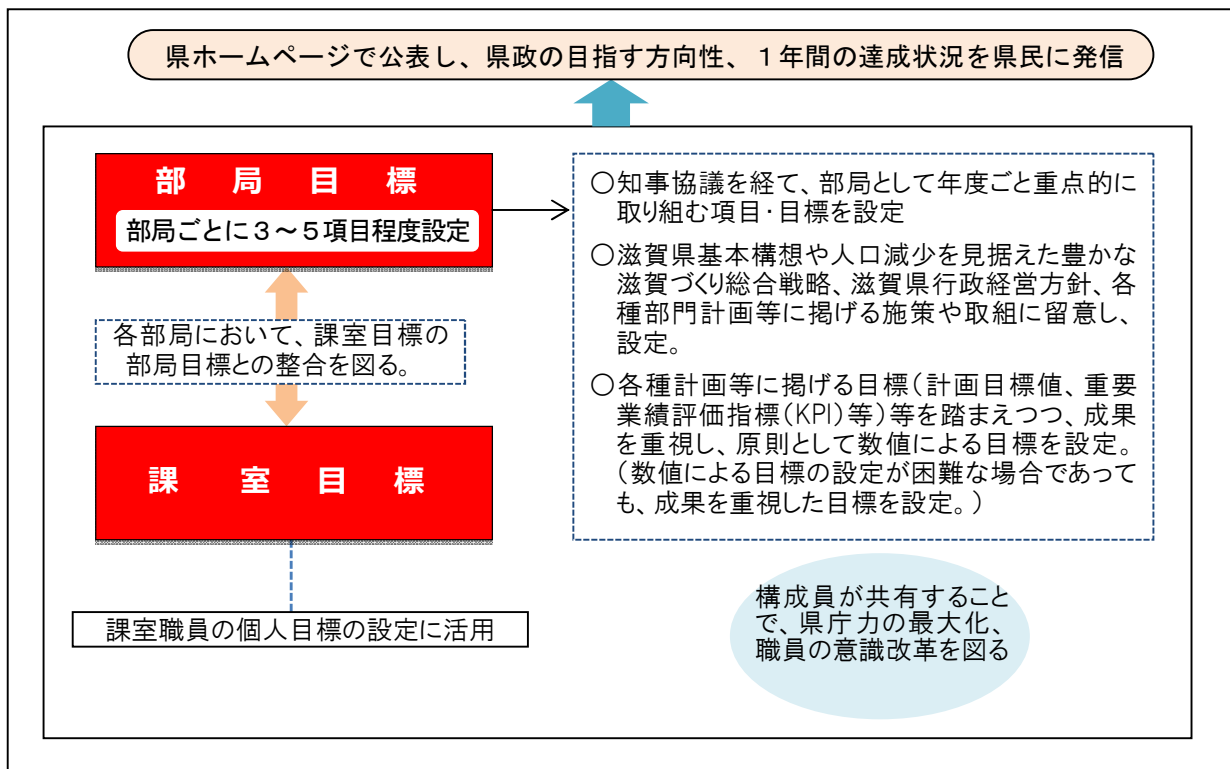 県ホームページで公表し、県政の目指す方向性、１年間の達成状況を県民に発信
部局目標
部局ごとに３～５項目程度設定
○知事協議を経て、部局として年度ごと重点的に
取り組む項目・目標を設定
○滋賀県基本構想や人口減少を見据えた豊かな
滋賀づくり総合戦略、滋賀県行政経営方針、各
種部門計画等に掲げる施策や取組に留意し、
設定。
○各種計画等に掲げる目標（計画目標値、重要
業績評価指標（KPI）等）等を踏まえつつ、成果
を重視し、原則として数値による目標を設定。
（数値による目標の設定が困難な場合であって
も、成果を重視した目標を設定。）
各部局において、課室目標の
部局目標との整合を図る。
課室目標
課室職員の個人目標の設定に活用
構成員が共有すること
で、県庁力の最大化、
職員の意識改革を図る